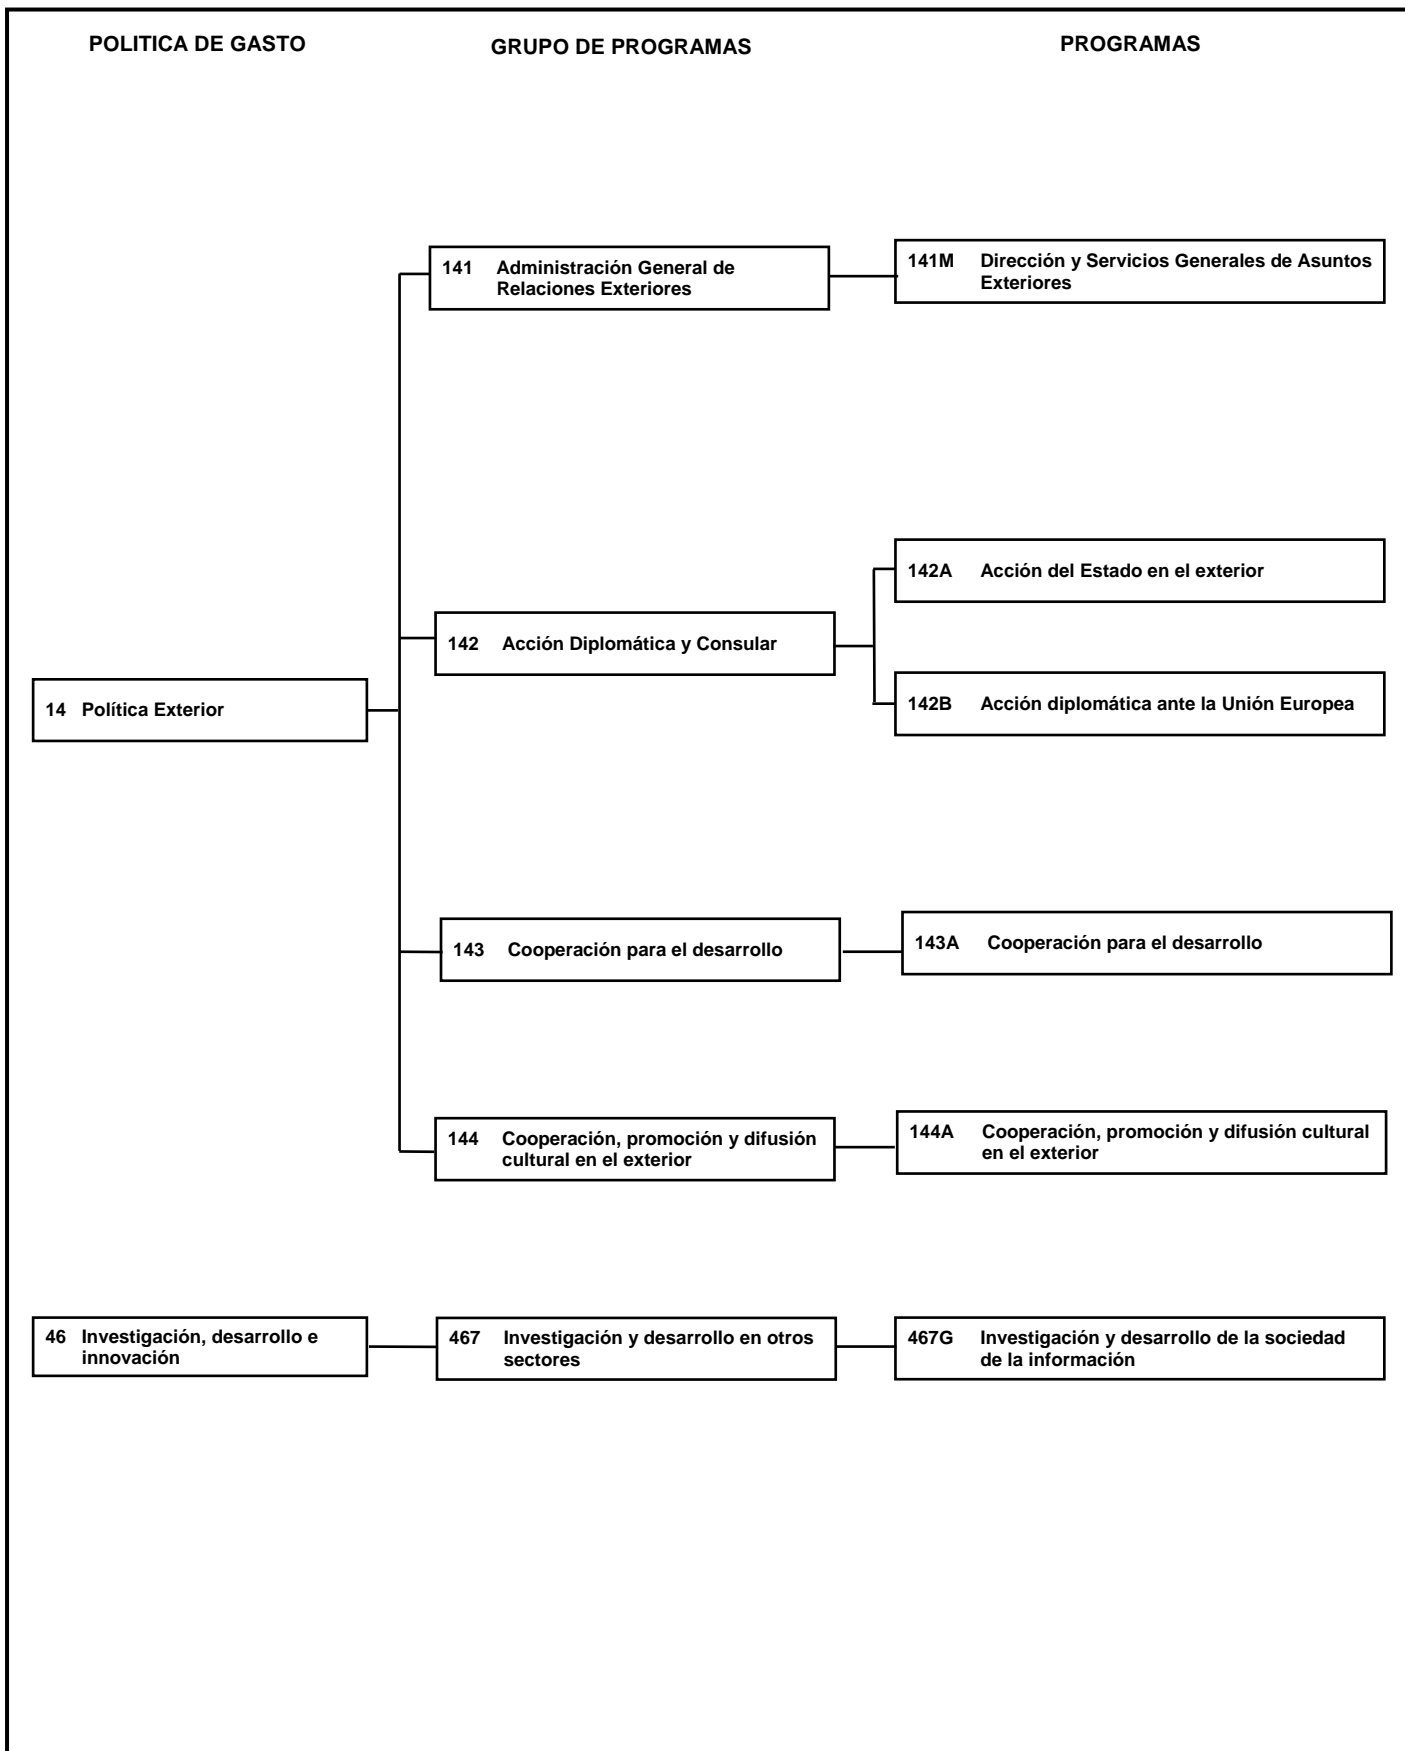 POLITICA DE GASTO
GRUPO DE PROGRAMAS
PROGRAMAS
141 Administración General de
Relaciones Exteriores
141M Dirección y Servicios Generales de Asuntos
Exteriores
142A Acción del Estado en el exterior
142 Acción Diplomática y Consular
14 Política Exterior
142B Acción diplomática ante la Unión Europea
143 Cooperación para el desarrollo
143A Cooperación para el desarrollo
144 Cooperación, promoción y difusión
cultural en el exterior
144A Cooperación, promoción y difusión cultural
en el exterior
46 Investigación, desarrollo e
innovación
467 Investigación y desarrollo en otros
sectores
467G Investigación y desarrollo de la sociedad
de la información